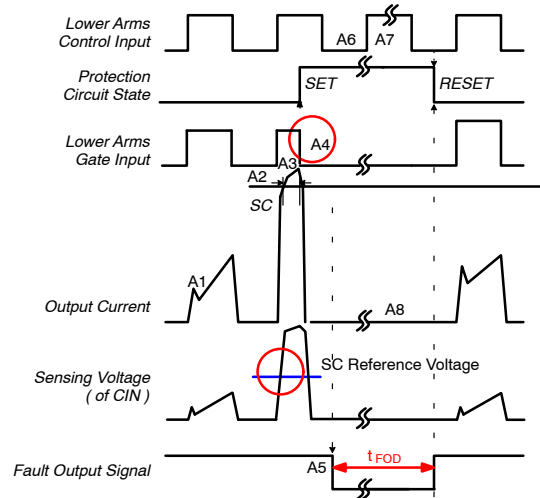 Lower Arms
Control Input
A6
A7
Protection
Circuit State
SET
RESET
Lower Arms
Gate Input
A4
A3
A2
SC
A1
Output Current
A8
SC Reference Voltage
Sensing Voltage
( of CIN )
A5
t FOD
Fault Output Signal